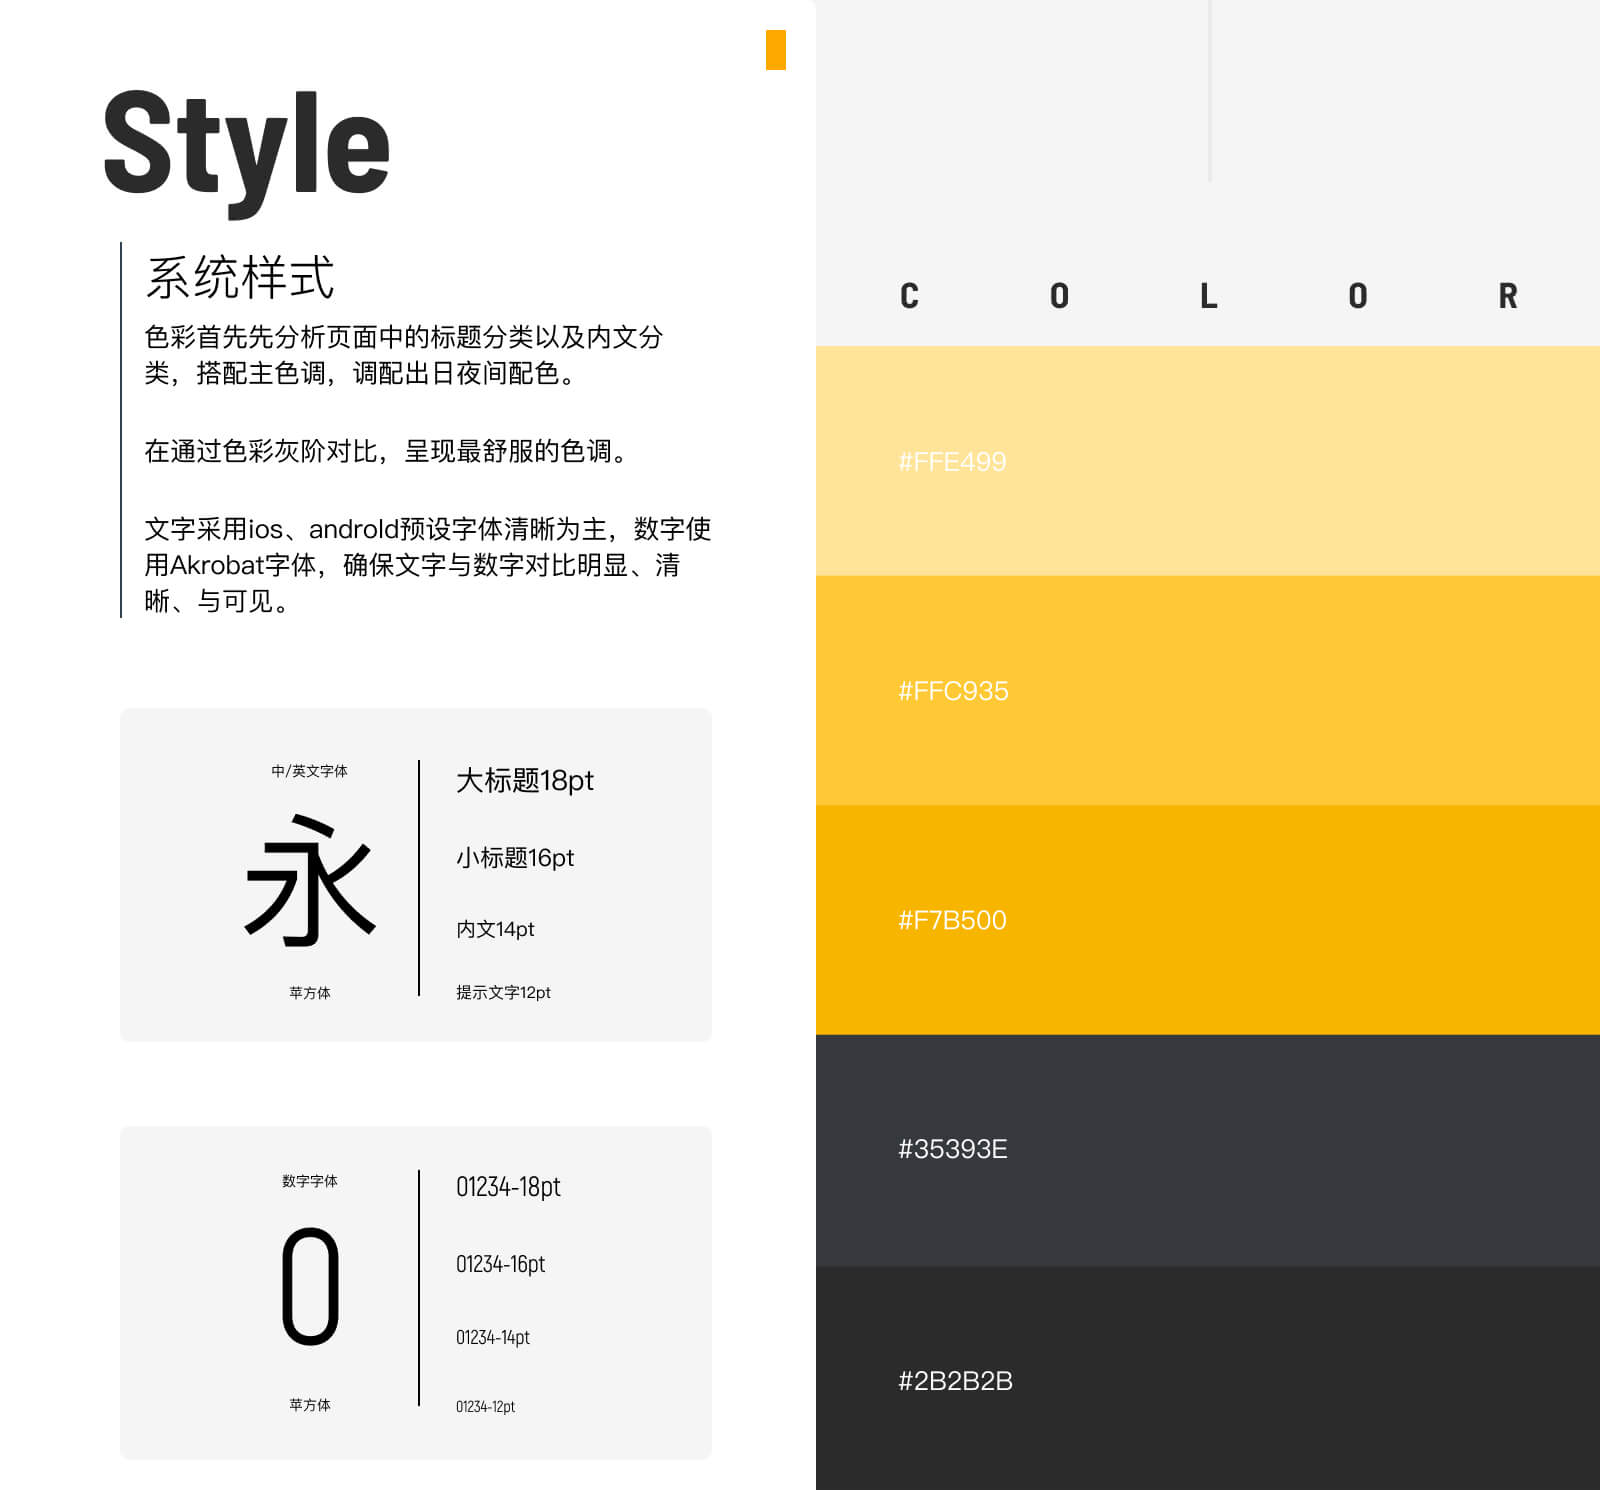 Style
系统样式
色彩首先先分析页面中的标题分类以及内文分
类，搭配主色调，调配出日夜间配色。
在通过色彩灰阶对比，呈现最舒服的色调。
文字采用ios、androld预设字体清晰为主，数字使
用Akrobat字体，确保文字与数字对比明显、清
晰、与可见。
中/英文字体
永
苹方体
大标题18pt
小标题16pt
内文14pt
提示文字12pt
数字字体
0
苹方体
01234-18pt
01234-16pt
01234-14pt
01234-12pt
C O L O R
#FFE499
#FFC935
#F7B500
#35393E
#2B2B2B